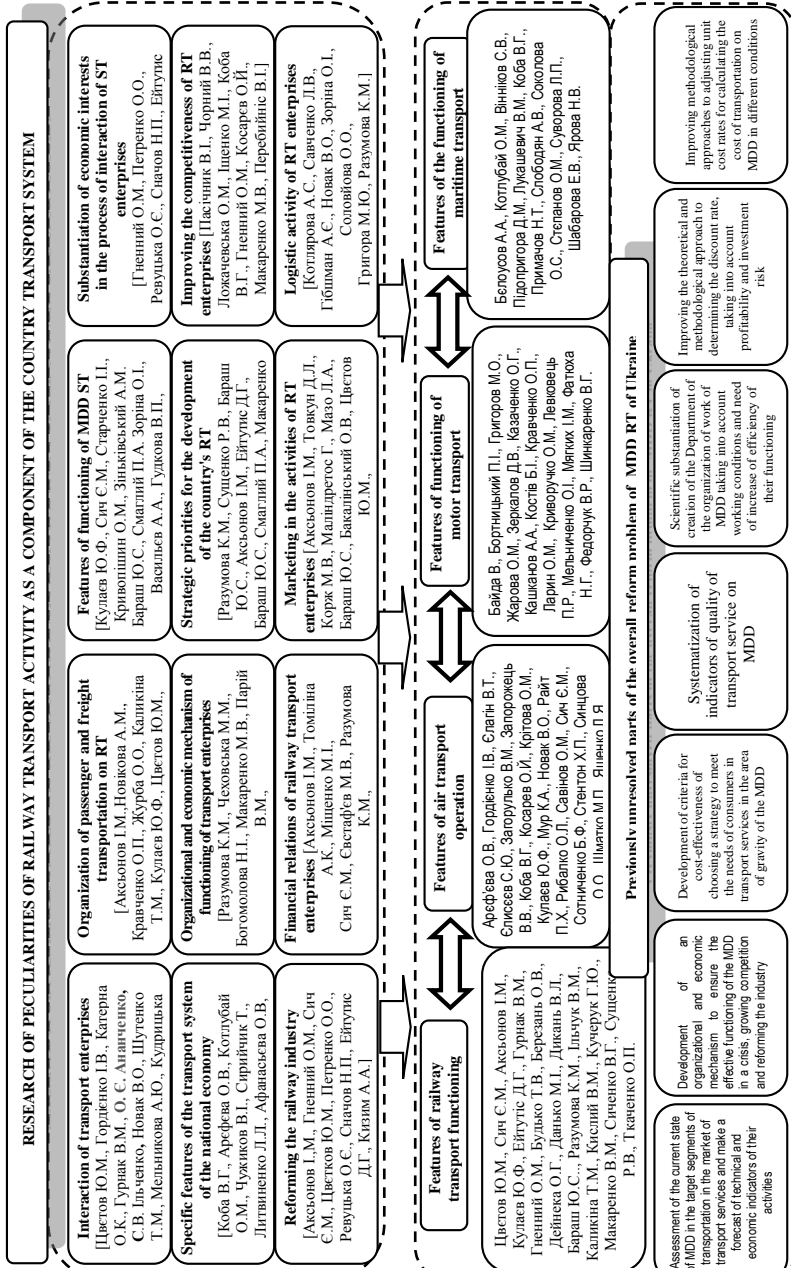 RESEARCH OF PECULIARITIES OF RAILWAY TRANSPORT ACTIVITY AS A COMPONENT OF THE COUNTRY TRANSPORT SYSTEM
Interaction of transport enterprises
[Цвєтов Ю.М., Гордієнко І.В., Катерна
О.К., Гурнак В.М., О. Є. Ананченко,
С.В. Ільченко, Новак В.О., Шутенко
Т.М., Мельникова А.Ю., Кудрицька
Organization of passenger and freight
transportation on RT
[Аксьонов І.М.,Новікова А.М.,
Кравченко О.П., Журба О.О., Каликіна
Т.М., Кулаєв Ю.Ф., Цвєтов Ю.М.,
Features of functioning of MDD ST
[Кулаєв Ю.Ф., Сич Є.М., Старченко І.І.,
Кривопішин О.М., Зіньківський А.М.
Бараш Ю.С., Смаглий П.А. Зоріна О.І.,
Васильєв А.А., Гудкова В.П.,
Substantiation of economic interests
in the process of interaction of ST
enterprises
[Гненний О.М., Петренко О.О.,
Ревуцька О.Є., Сначов Н.П., Ейтутис
Specific features of the transport system
of the national economy
[Коба В.Г., Арефєва О.В., Котлубай
О.М., Чужиков В.І., Сирийчик Т.,
Литвиненко Л.Л., Афанасьєва О.В,
Organizational and economic mechanism of
functioning of transport enterprises
[Разумова К.М., Чеховська М.М.,
Богомолова Н.І., Макаренко М.В., Парій
В.М.,
Strategic priorities for the development
of the country's RT
[Разумова К.М., Сущенко Р.В., Бараш
Ю.С., Аксьонов І.М., Ейтутис Д.Г.,
Бараш Ю.С., Смаглий П.А., Макаренко
Improving the competitiveness of RT
enterprises [Пасічник В.І., Чорний В.В.,
Ложачевська О.М., Іщенко М.І., Коба
В.Г., Гненний О.М., Косарєв О.Й.,
Макаренко М.В., Перебийніс В.І.]
Reforming the railway industry
[Аксьонов І.,М., Гненний О.М., Сич
Є.М., Цвєтков Ю.М., Петренко О.О.,
Ревуцька О.Є., Сначов Н.П., Ейтутис
Д.Г., Кизим А.А.]
Financial relations of railway transport
enterprises [Аксьонов І.М., Томіліна
А.К., Міщенко М.І.,
Сич Є.М., Євстаф'єв М.В., Разумова
К.М.,
Marketing in the activities of RT
enterprises [Аксьонов І.М., Товкун Д.Л.,
Корж М.В., Маліндретос Г., Мазо Л.А.,
Бараш Ю.С., Бакалінський О.В., Цвєтов
Ю.М.,
Logistic activity of RT enterprises
[Котлярова А.С., Савченко Л.В.,
Гібшман А.Є., Новак В.О., Зоріна О.І.,
Соловйова О.О.,
Григора М.Ю., Разумова К.М.]
Features of railway
transport functioning
Features of air transport
operation
Features of functioning of
motor transport
Features of the functioning of
maritime transport
Цвєтов Ю.М., Сич Є.М., Аксьонов І.М.,
Кулаєв Ю.Ф., Ейтутіс Д.Г., Гурнак В.М.,
Гненний О.М., Будько Т.В., Березань О.В.,
Дейнека О.Г., Данько М.І., Дикань В.Л.,
Бараш Ю.С.., Разумова К.М., Ільчук В.М.,
Каликіна Т.М., Кислий В.М., Кучерук Г.Ю.,
Макаренко В.М., Сиченко В.Г., Сущенк
Р.В., Ткаченко О.П.
Арєф'єва О.В., Гордієнко І.В., Єлагін В.Т.,
Єлисєєв С.Ю., Загорулько В.М., Запорожець
В.В., Коба В.Г., Косарев О.Й., Крітова О.М.,
Кулаєв Ю.Ф., Мур К.А., Новак В.О., Райт
П.Х., Рибалко О.Л., Савінов О.М., Сич Є.М.,
Сотниченко Б.Ф., Стентон Х.П., Синцова
О.О., Шматко М.П., Ященко Л.Я
Байда В., Бортницький П.І., Григоров М.О.,
Жарова О.М., Зеркалов Д.В., Казаченко О.Г.,
Кашканов А.А., Костів Б.І., Кравченко О.П.,
Ларин О.М., Криворучко О.М., Левковець
П.Р., Мельниченко О.І., Мягких І.М., Фатюха
Н.Г., Федорчук В.Р., Шинкаренко В.Г.
Бєлоусов А.А., Котлубай О.М., Вінніков С.В.,
Підопригора Д.М., Лукашевич В.М., Коба В.Г.,
Примачов Н.Т., Слободян А.В., Соколова
О.С., Стєпанов О.М., Суворова Л.П.,
Шабарова Е.В., Ярова Н.В.
Previously unresolved parts of the overall reform problem of MDD RT of Ukraine
Assessment of the current state
of MDD in the target segments of
transportation in the market of
transport services and make a
forecast of technical and
economic indicators of their
activities
Development of an
organizational and economic
mechanism to ensure the
effective functioning of the MDD
in a crisis, growing competition
and reforming the industry
Development of criteria for
cost-effectiveness of
choosing a strategy to meet
the needs of consumers in
transport services in the area
of gravity of the MDD
Systematization of
indicators of quality of
transport service on
MDD
Scientific substantiation of
creation of the Department of
the organization of work of
MDD taking into account
working conditions and need
of increase of efficiency of
their functioning
Improving the theoretical and
methodological approach to
determining the discount rate,
taking into account
profitability and investment
risk
Improving methodological
approaches to adjusting unit
cost rates for calculating the
cost of transportation on
MDD in different conditions